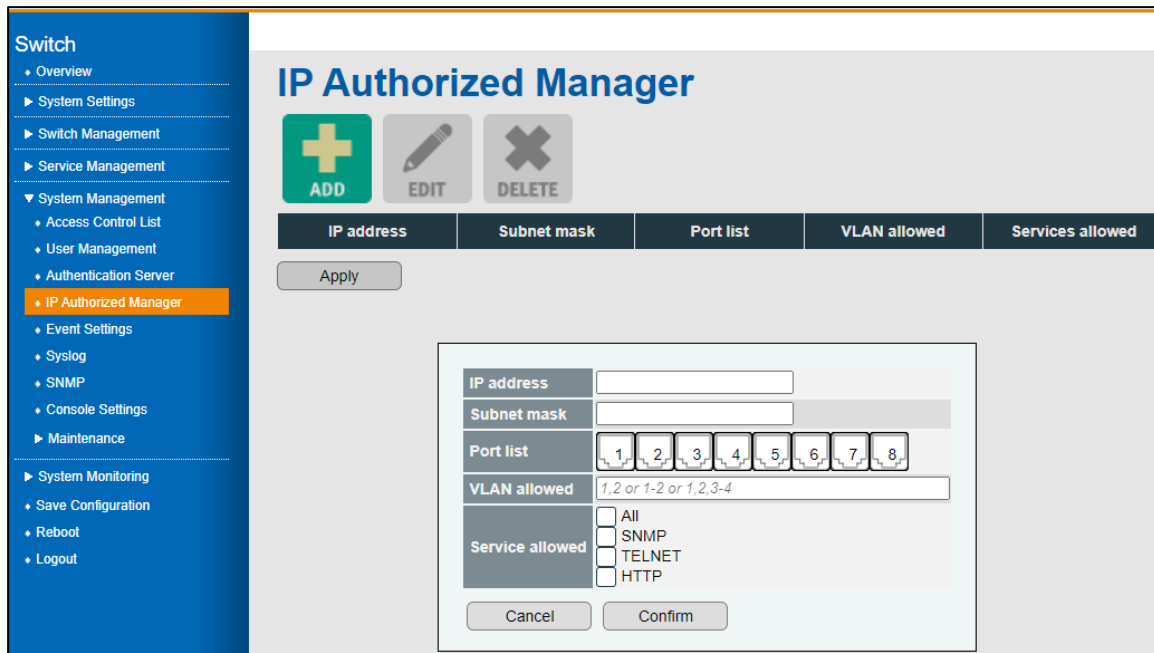 Switch
Overview
System Settings
Switch Management
Service Management
System Management
Access Control List
User Management
Authentication Server
IP Authorized Manager
Event Settings
Syslog
SNMP
Console Settings
Maintenance
System Monitoring
Save Configuration
Reboot
Logout
IP Authorized Manager
ADD EDIT DELETE
IP address Subnet mask Port list VLAN allowed Services allowed
Apply
IP address
Subnet mask
Port list 1 2 3 4 5 6 7 8
VLAN allowed 1,2 or 1-2 or 1,2,3-4
Service allowed
All
SNMP
TELNET
HTTP
Cancel Confirm